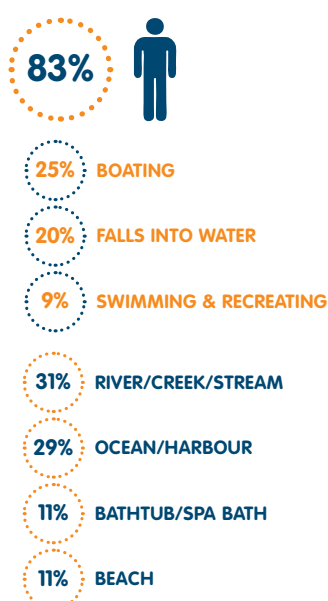 83%
25% BOATING
20% FALLS INTO WATER
9% SWIMMING & RECREATING
31% RIVER/CREEK/STREAM
29% OCEAN/HARBOUR
11% BATHTUB/SPA BATH
11% BEACH